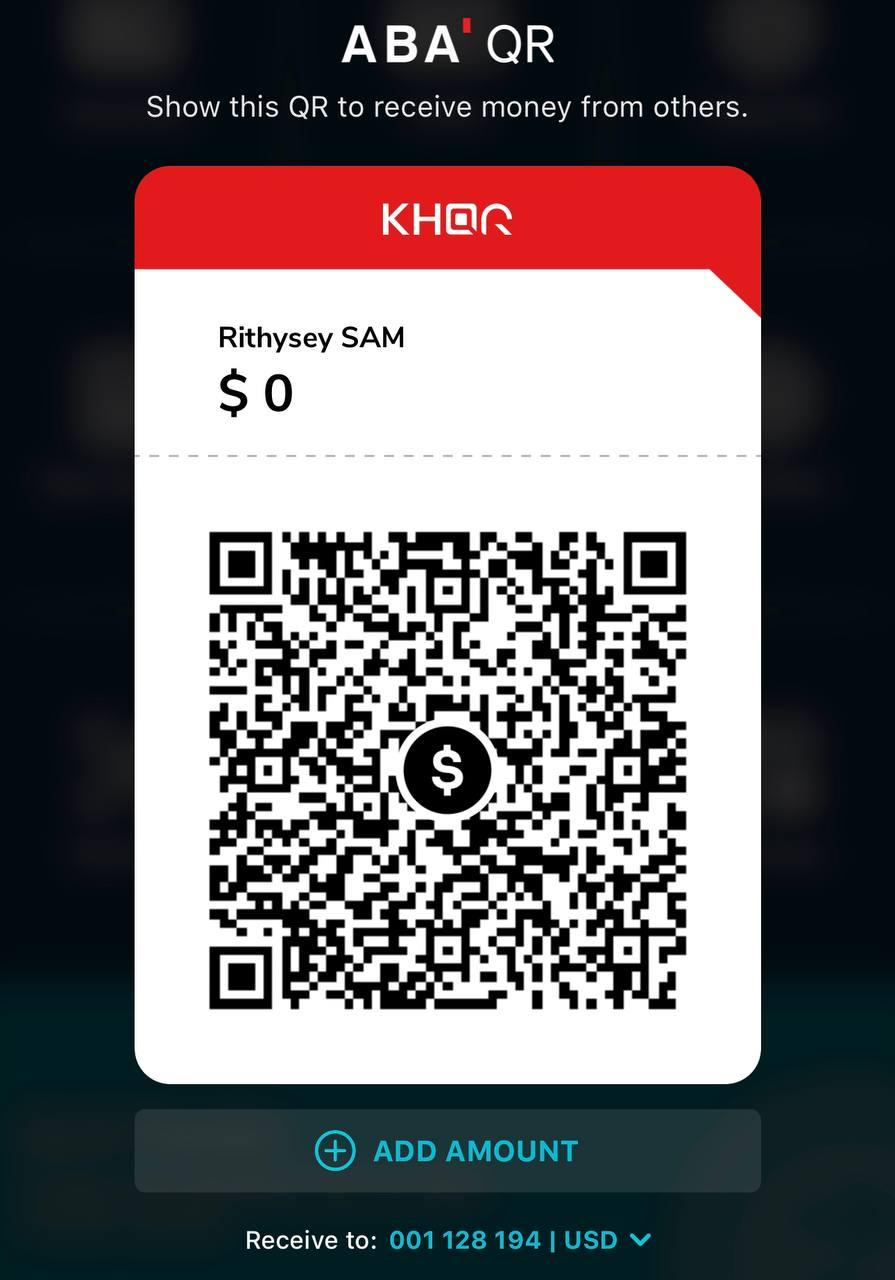 ABA' QR
Show this QR to receive money from others.
KHQR
Rithysey SAM
$ 0
$
ADD AMOUNT
Receive to: 001 128 194 | USD